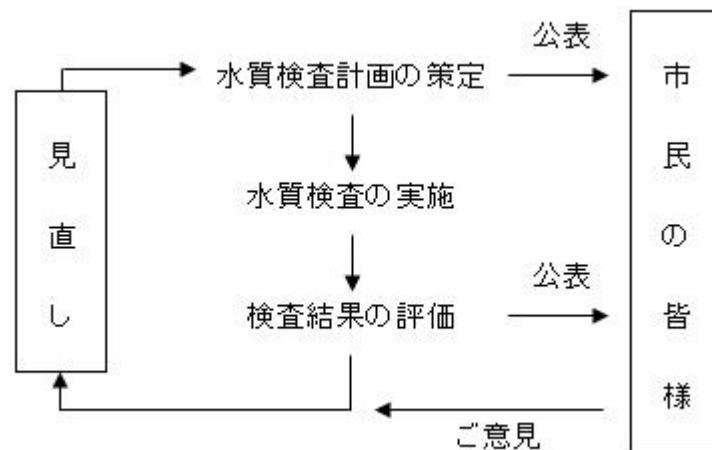 公表
水質検査計画の策定
見直し
水質検査の実施
公表
検査結果の評価
ご意見
市民の皆様